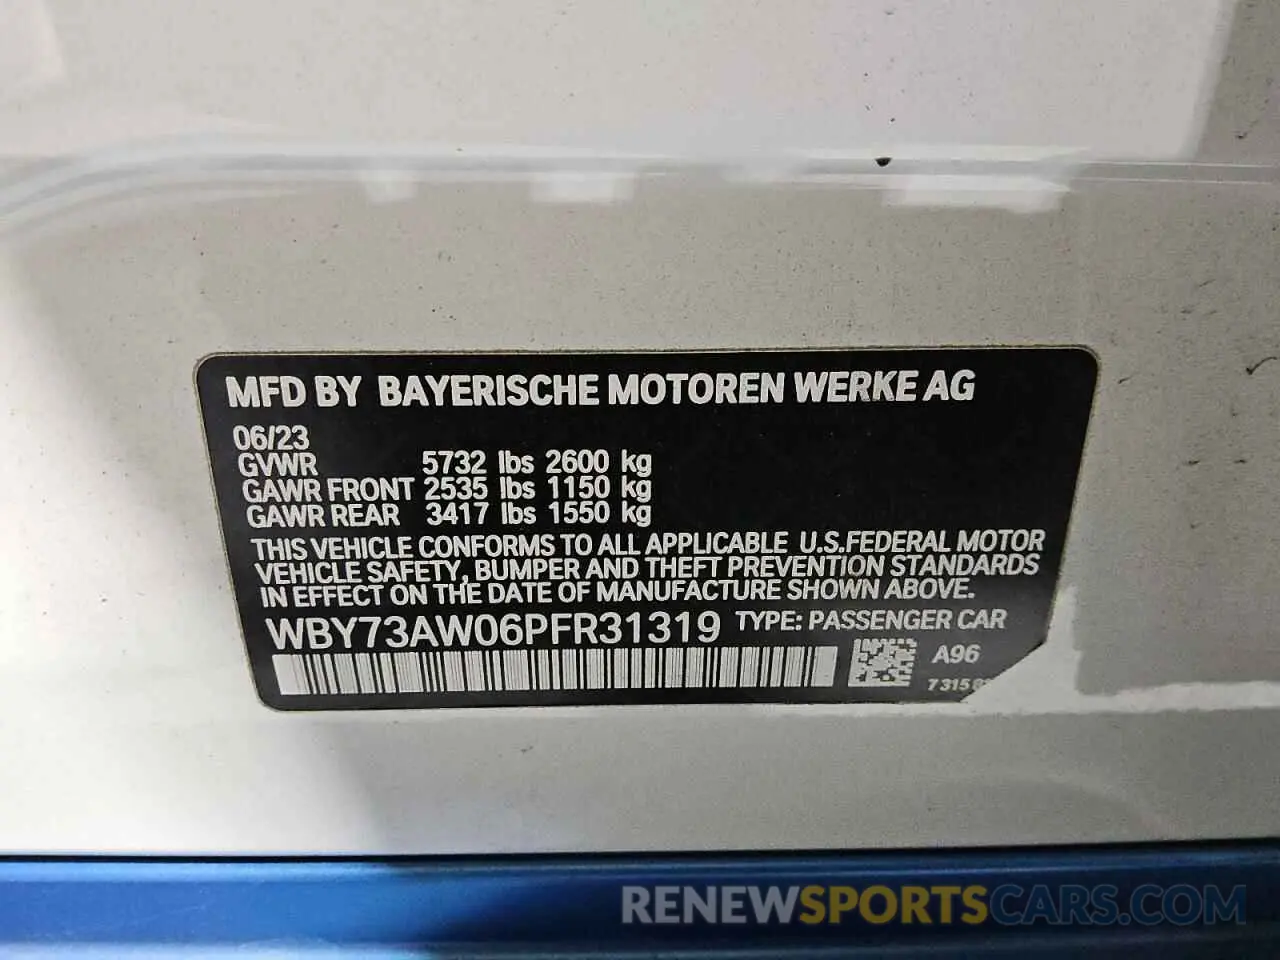 MFD BY BAYERISCHE MOTOREN WERKE AG
06/23
GVWR 5732 lbs 2600 kg
GAWR FRONT 2535 lbs 1150 kg
GAWR REAR 3417 lbs 1550 kg
THIS VEHICLE CONFORMS TO ALL APPLICABLE U.S.FEDERAL MOTOR
VEHICLE SAFETY, BUMPER AND THEFT PREVENTION STANDARDS
IN EFFECT ON THE DATE OF MANUFACTURE SHOWN ABOVE.
WBY73AW06PFR31319 TYPE: PASSENGER CAR
A96
7 315
RENEWSPORTSCARS.COM